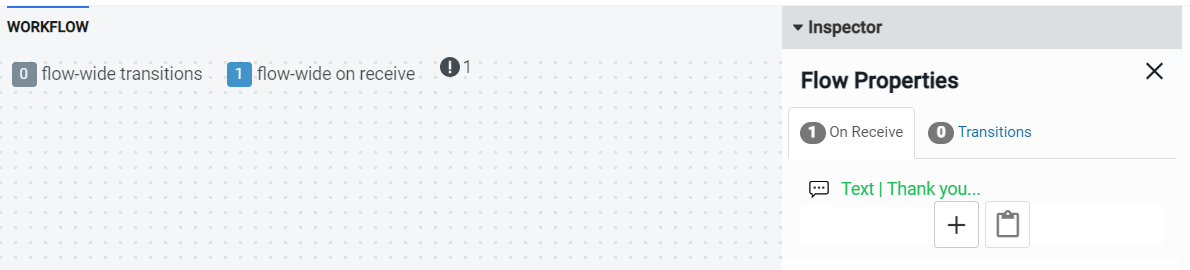 WORKFLOW
0 flow-wide transitions 1 flow-wide on receive 1
Inspector
Flow Properties
1 On Receive 0 Transitions
Text | Thank you...